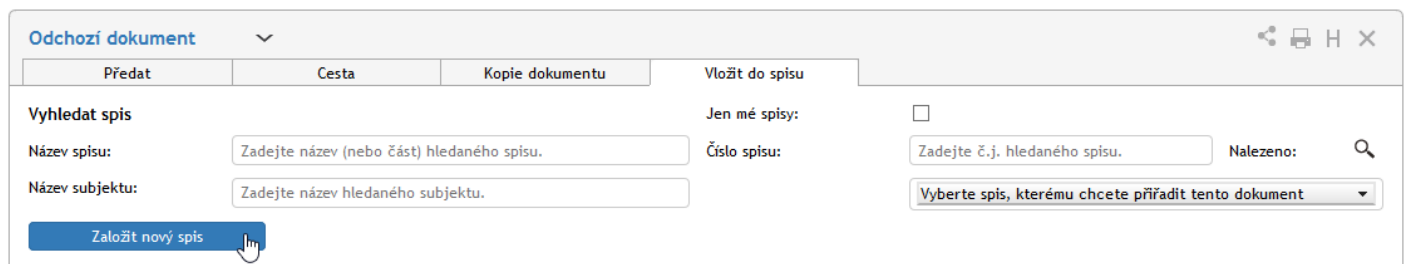 Odchozí dokument
H
Předat Cesta Kopie dokumentu Vložit do spisu
Vyhledat spis Jen mé spisy:
Název spisu: Zadejte název (nebo část) hledaného spisu. Číslo spisu: Zadejte č.j. hledaného spisu. Nalezeno:
Název subjektu: Zadejte název hledaného subjektu. Vyberte spis, kterému chcete přiřadit tento dokument
Založit nový spis